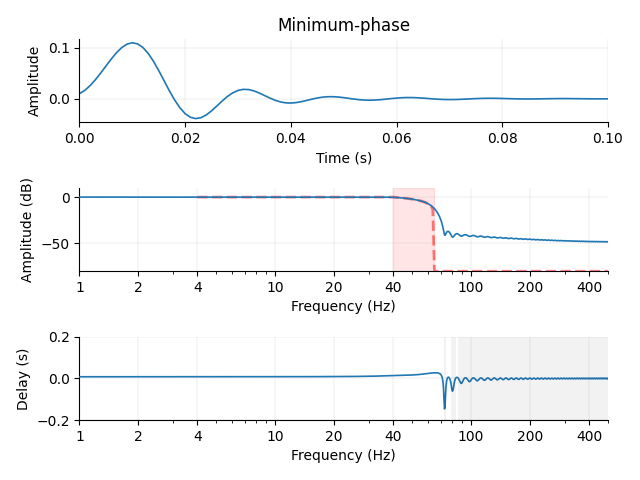 Minimum-phase
Amplitude
0.1
0.0
0.00 0.02 0.04 0.06 0.08 0.10
Time (s)
Amplitude (dB)
0
−50
1 2 4 10 20 40 100 200 400
Frequency (Hz)
Delay (s)
0.2
0.0
−0.2
1 2 4 10 20 40 100 200 400
Frequency (Hz)